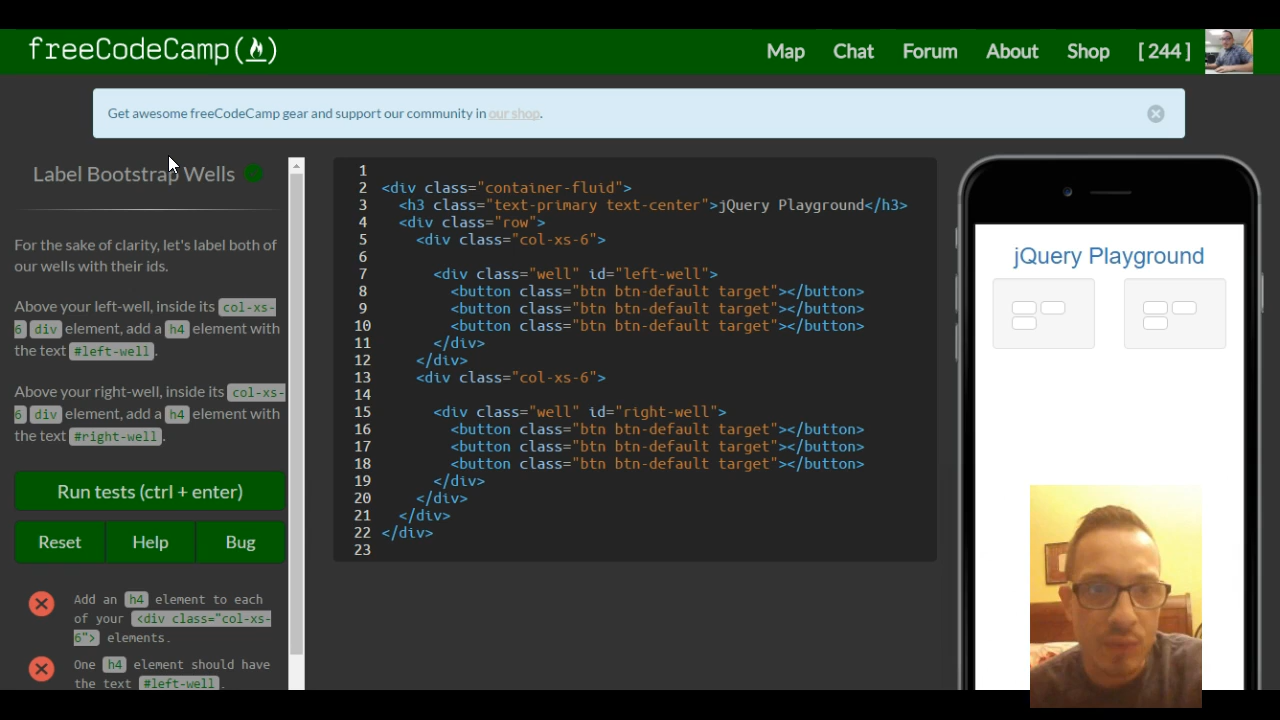 freeCodeCamp(🔥)
Map Chat Forum About Shop [ 244 ]
Get awesome freeCodeCamp gear and support our community in our shop.
Label Bootstrap Wells
For the sake of clarity, let's label both of
our wells with their ids.
Above your left-well, inside its col-xs-
6 div element, add a h4 element with
the text #left-well.
Above your right-well, inside its col-xs-
6 div element, add a h4 element with
the text #right-well.
Run tests (ctrl + enter)
Reset Help Bug
Add an h4 element to each
of your <div class="col-xs-
6"> elements.
One h4 element should have
the text #left-well.
1
2 <div class="container-fluid">
3 <h3 class="text-primary text-center">jQuery Playground</h3>
4 <div class="row">
5 <div class="col-xs-6">
6
7 <div class="well" id="left-well">
8 <button class="btn btn-default target"></button>
9 <button class="btn btn-default target"></button>
10 <button class="btn btn-default target"></button>
11 </div>
12 </div>
13 <div class="col-xs-6">
14
15 <div class="well" id="right-well">
16 <button class="btn btn-default target"></button>
17 <button class="btn btn-default target"></button>
18 <button class="btn btn-default target"></button>
19 </div>
20 </div>
21 </div>
22 </div>
23
jQuery Playground